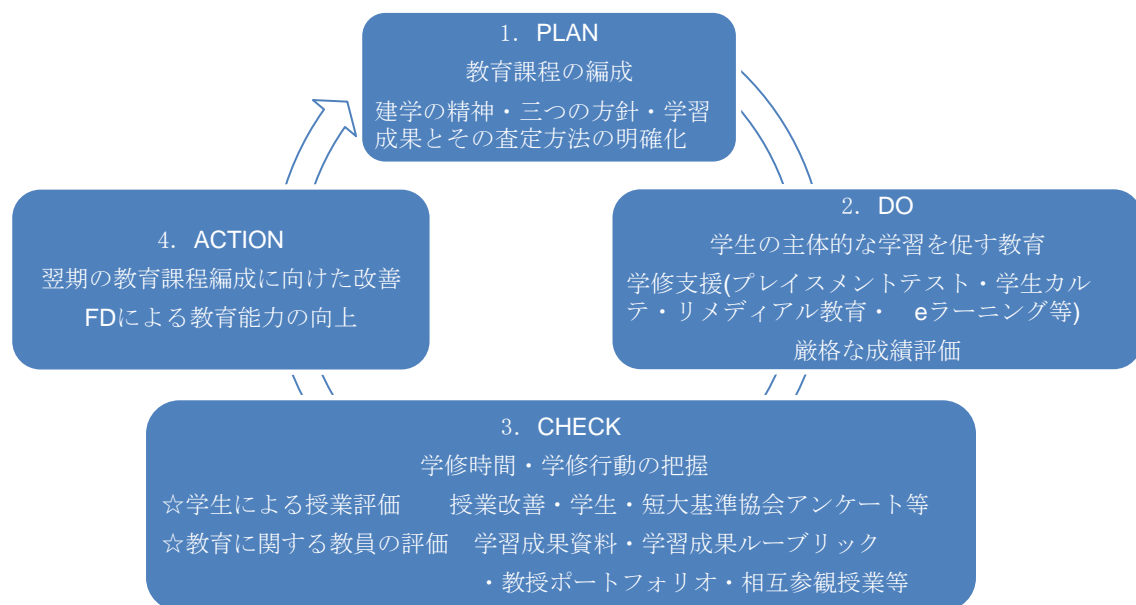 1. PLAN
教育課程の編成
建学の精神・三つの方針・学習
成果とその査定方法の明確化
2. DO
学生の主体的な学習を促す教育
学修支援(プレイスメントテスト・学生カル
テ・リメディアル教育・　eラーニング等)
厳格な成績評価
3. CHECK
学修時間・学修行動の把握
☆学生による授業評価　　授業改善・学生・短大基準協会アンケート等
☆教育に関する教員の評価　学習成果資料・学習成果ルーブリック
・教授ポートフォリオ・相互参観授業等
4. ACTION
翌期の教育課程編成に向けた改善
FDによる教育能力の向上